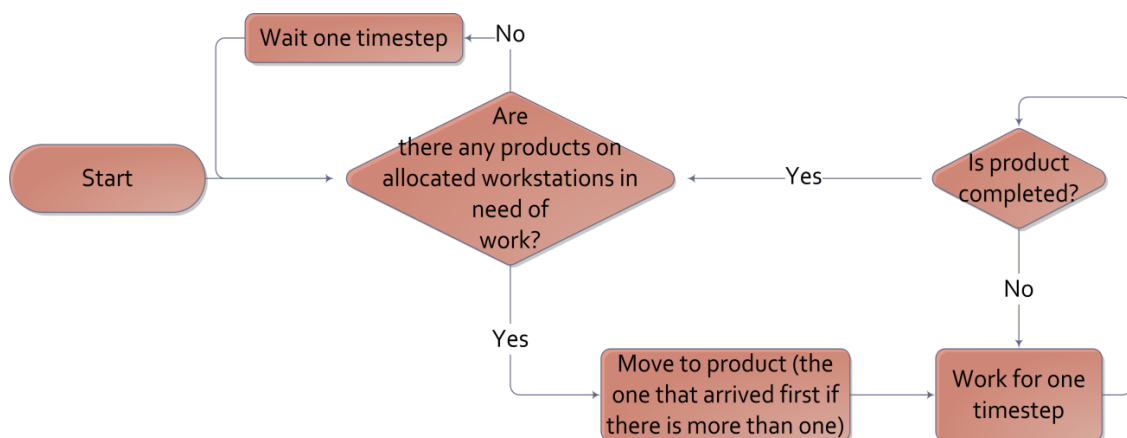 Wait one timestep
No
Start
Are
there any products on
allocated workstations in
need of
work?
Yes
Is product
completed?
No
Yes
Move to product (the
one that arrived first if
there is more than one)
Work for one
timestep